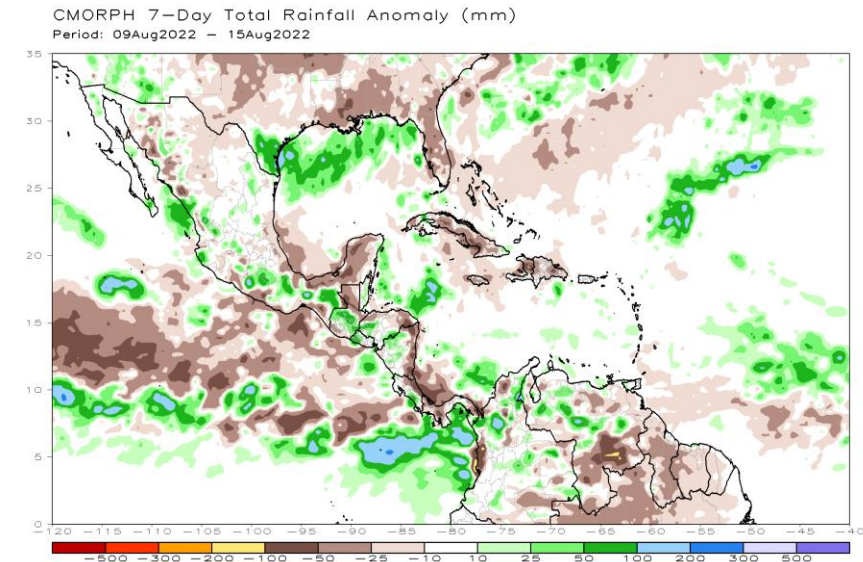 CMORPH 7-Day Total Rainfall Anomaly (mm)
Period: 09Aug2022 - 15Aug2022
35
30
25
20
15
10
5
0
-120 -115 -110 -105 -100 -95 -90 -85 -80 -75 -70 -65 -60 -55 -50 -45 -40
-500 -300 -200 -100 -50 -25 -10 10 25 50 100 200 300 500